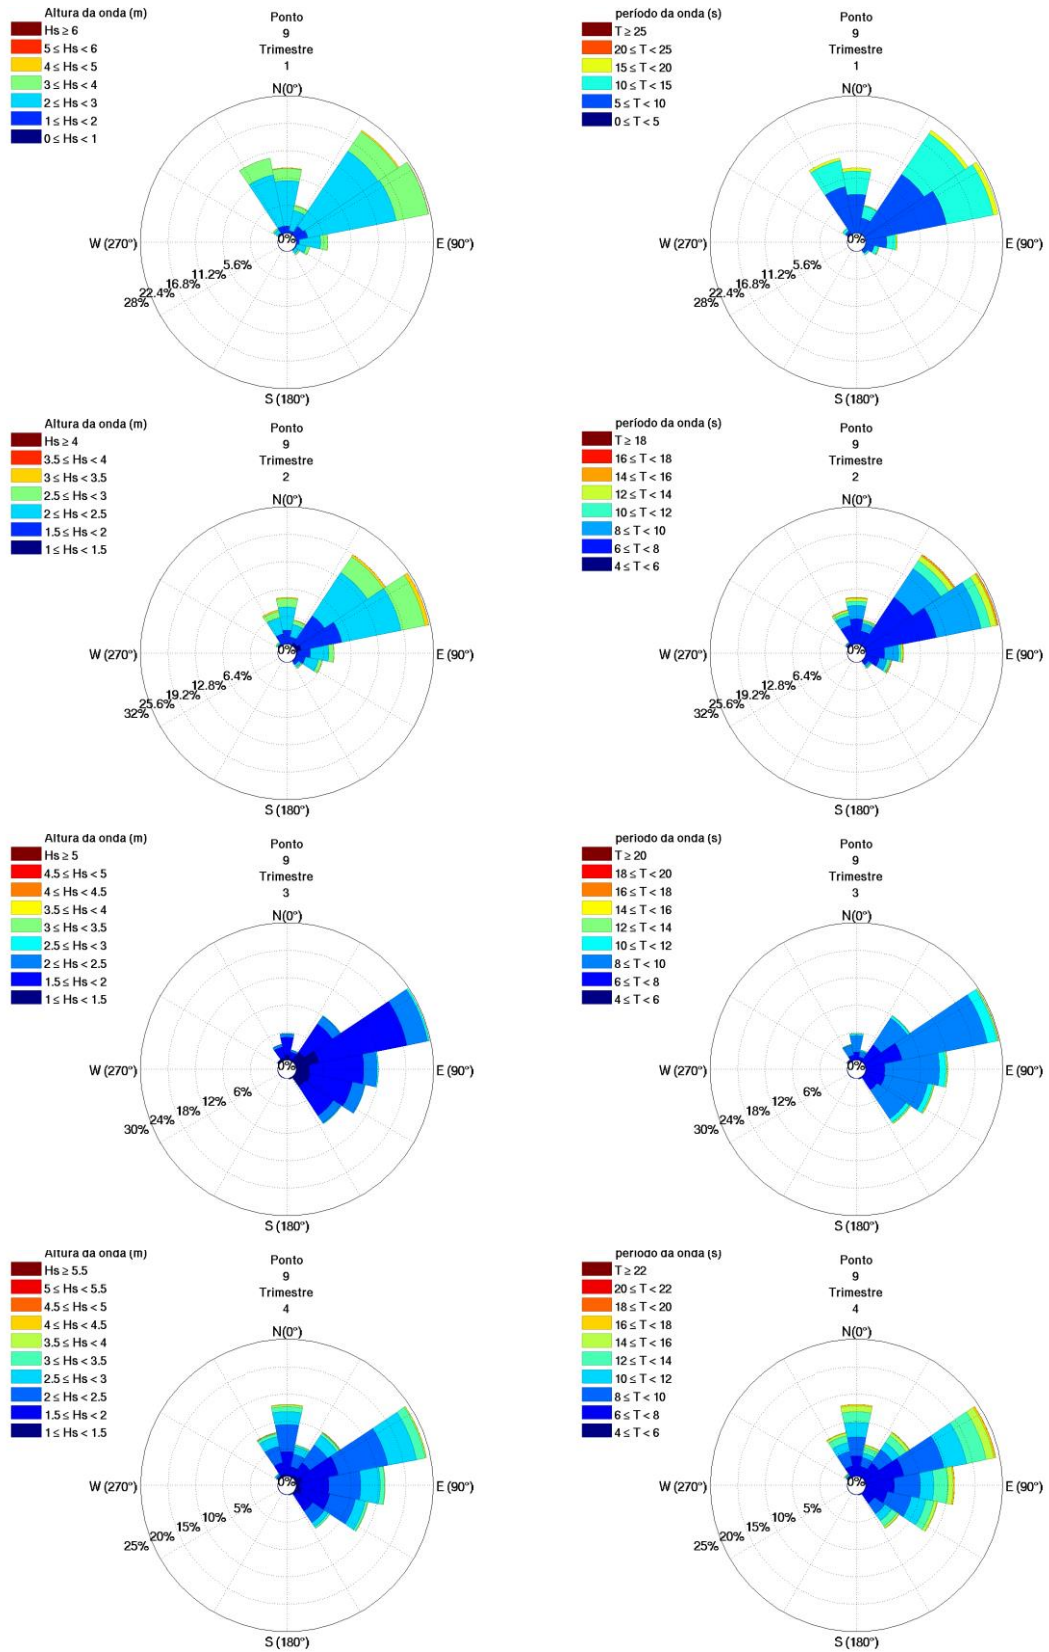 Altura da onda (m)
Hs ≥ 6
5 ≤ Hs < 6
4 ≤ Hs < 5
3 ≤ Hs < 4
2 ≤ Hs < 3
1 ≤ Hs < 2
0 ≤ Hs < 1
Ponto
9
Trimestre
1
N(0°)
W (270°)
E (90°)
S (180°)
0%
5.6%
11.2%
16.8%
22.4%
28%
período da onda (s)
T ≥ 25
20 ≤ T < 25
15 ≤ T < 20
10 ≤ T < 15
5 ≤ T < 10
0 ≤ T < 5
Ponto
9
Trimestre
1
N(0°)
W (270°)
E (90°)
S (180°)
0%
5.6%
11.2%
16.8%
22.4%
28%
Altura da onda (m)
Hs ≥ 4
3.5 ≤ Hs < 4
3 ≤ Hs < 3.5
2.5 ≤ Hs < 3
2 ≤ Hs < 2.5
1.5 ≤ Hs < 2
1 ≤ Hs < 1.5
Ponto
9
Trimestre
2
N(0°)
W (270°)
E (90°)
S (180°)
0%
6.4%
12.8%
19.2%
25.6%
32%
período da onda (s)
T ≥ 18
16 ≤ T < 18
14 ≤ T < 16
12 ≤ T < 14
10 ≤ T < 12
8 ≤ T < 10
6 ≤ T < 8
4 ≤ T < 6
Ponto
9
Trimestre
2
N(0°)
W (270°)
E (90°)
S (180°)
0%
6.4%
12.8%
19.2%
25.6%
32%
Altura da onda (m)
Hs ≥ 5
4.5 ≤ Hs < 5
4 ≤ Hs < 4.5
3.5 ≤ Hs < 4
3 ≤ Hs < 3.5
2.5 ≤ Hs < 3
2 ≤ Hs < 2.5
1.5 ≤ Hs < 2
1 ≤ Hs < 1.5
Ponto
9
Trimestre
3
N(0°)
W (270°)
E (90°)
S (180°)
0%
6%
12%
18%
24%
30%
período da onda (s)
T ≥ 20
18 ≤ T < 20
16 ≤ T < 18
14 ≤ T < 16
12 ≤ T < 14
10 ≤ T < 12
8 ≤ T < 10
6 ≤ T < 8
4 ≤ T < 6
Ponto
9
Trimestre
3
N(0°)
W (270°)
E (90°)
S (180°)
0%
6%
12%
18%
24%
30%
Altura da onda (m)
Hs ≥ 5.5
5 ≤ Hs < 5.5
4.5 ≤ Hs < 5
4 ≤ Hs < 4.5
3.5 ≤ Hs < 4
3 ≤ Hs < 3.5
2.5 ≤ Hs < 3
2 ≤ Hs < 2.5
1.5 ≤ Hs < 2
1 ≤ Hs < 1.5
Ponto
9
Trimestre
4
N(0°)
W (270°)
E (90°)
S (180°)
0%
5%
10%
15%
20%
25%
período da onda (s)
T ≥ 22
20 ≤ T < 22
18 ≤ T < 20
16 ≤ T < 18
14 ≤ T < 16
12 ≤ T < 14
10 ≤ T < 12
8 ≤ T < 10
6 ≤ T < 8
4 ≤ T < 6
Ponto
9
Trimestre
4
N(0°)
W (270°)
E (90°)
S (180°)
0%
5%
10%
15%
20%
25%